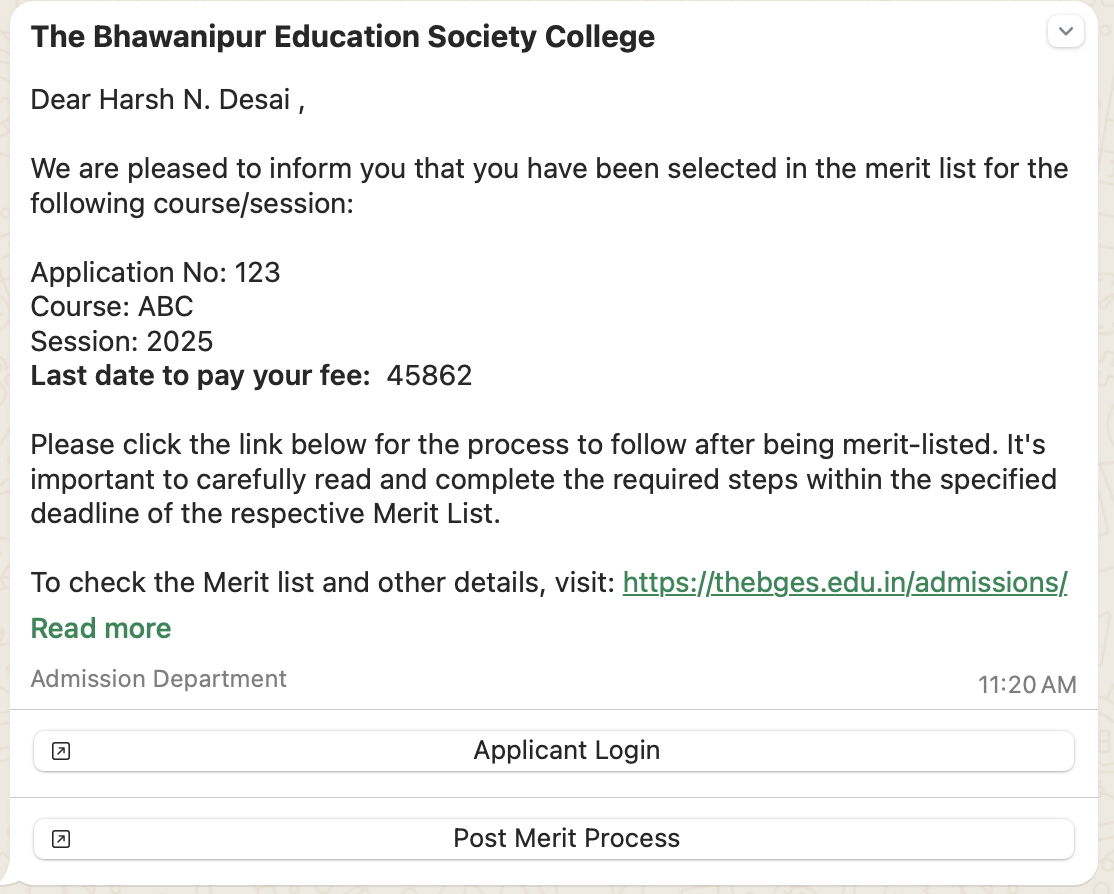 The Bhawanipur Education Society College
Dear Harsh N. Desai ,
We are pleased to inform you that you have been selected in the merit list for the
following course/session:
Application No: 123
Course: ABC
Session: 2025
Last date to pay your fee:  45862
Please click the link below for the process to follow after being merit-listed. It's
important to carefully read and complete the required steps within the specified
deadline of the respective Merit List.
To check the Merit list and other details, visit: https://thebges.edu.in/admissions/
Read more
Admission Department
11:20 AM
Applicant Login
Post Merit Process